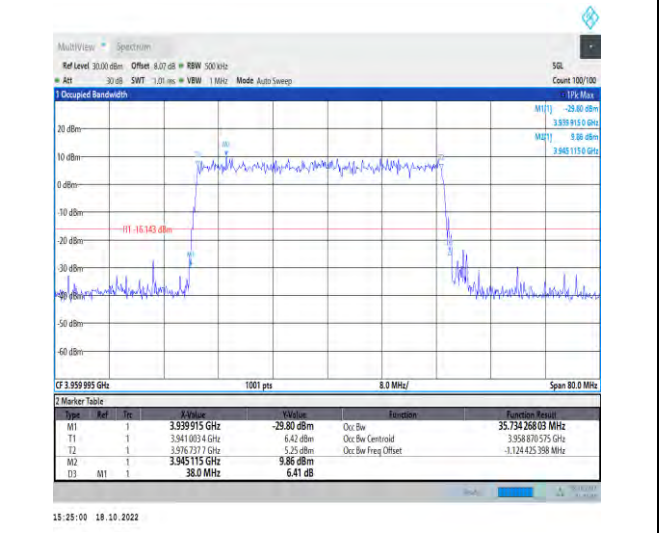 MultiView Spectrum
Ref Level 30.00 dBm Offset 8.07 dB RBW 500 kHz SGL
Att 30 dB SWT 1.01 ms VBW 1 MHz Mode Auto Sweep Count 100/100
1 Occupied Bandwidth 1Pk Max
M1[1] -29.80 dBm
3.939 915 0 GHz
20 dBm
M2[1] 9.86 dBm
3.945 115 0 GHz
10 dBm
0 dBm
-10 dBm
H1 -16.143 dBm
-20 dBm
-30 dBm
M1
-40 dBm
-50 dBm
-60 dBm
CF 3.959 995 GHz 1001 pts 8.0 MHz/ Span 80.0 MHz
2 Marker Table
Type Ref Trc X-Value Y-Value Function Function Result
M1 1 3.939 915 GHz -29.80 dBm Occ Bw 35.734 268 03 MHz
T1 1 3.941 003 4 GHz 6.42 dBm Occ Bw Centroid 3.958 870 575 GHz
T2 1 3.976 737 7 GHz 5.25 dBm Occ Bw Freq Offset -1.124 425 398 MHz
M2 1 3.945 115 GHz 9.86 dBm
D3 M1 1 38.0 MHz 6.41 dB
15:25:00 18.10.2022